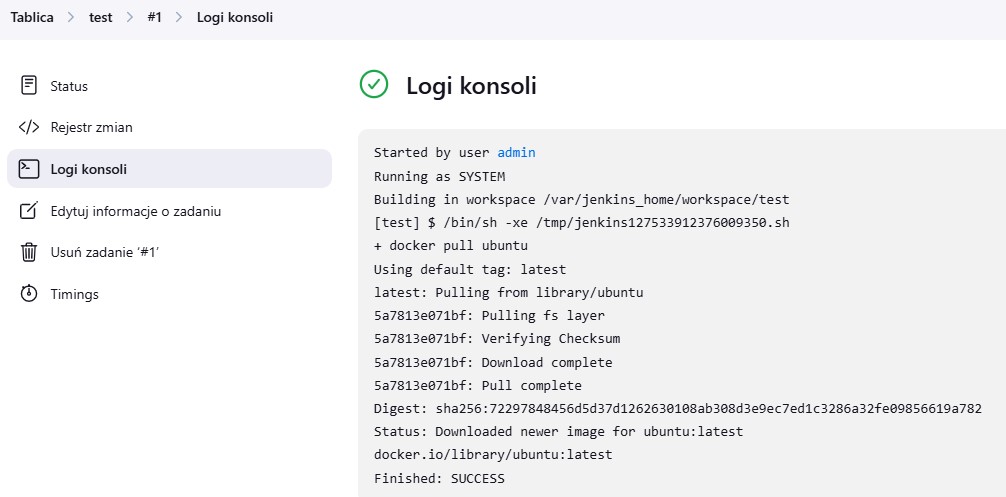 Tablica > test > #1 > Logi konsoli
Status
Rejestr zmian
Logi konsoli
Edytuj informacje o zadaniu
Usuń zadanie ‘#1’
Timings
Logi konsoli
Started by user admin
Running as SYSTEM
Building in workspace /var/jenkins_home/workspace/test
[test] $ /bin/sh -xe /tmp/jenkins127533912376009350.sh
+ docker pull ubuntu
Using default tag: latest
latest: Pulling from library/ubuntu
5a7813e071bf: Pulling fs layer
5a7813e071bf: Verifying Checksum
5a7813e071bf: Download complete
5a7813e071bf: Pull complete
Digest: sha256:72297848456d5d37d1262630108ab308d3e9ec7ed1c3286a32fe09856619a782
Status: Downloaded newer image for ubuntu:latest
docker.io/library/ubuntu:latest
Finished: SUCCESS